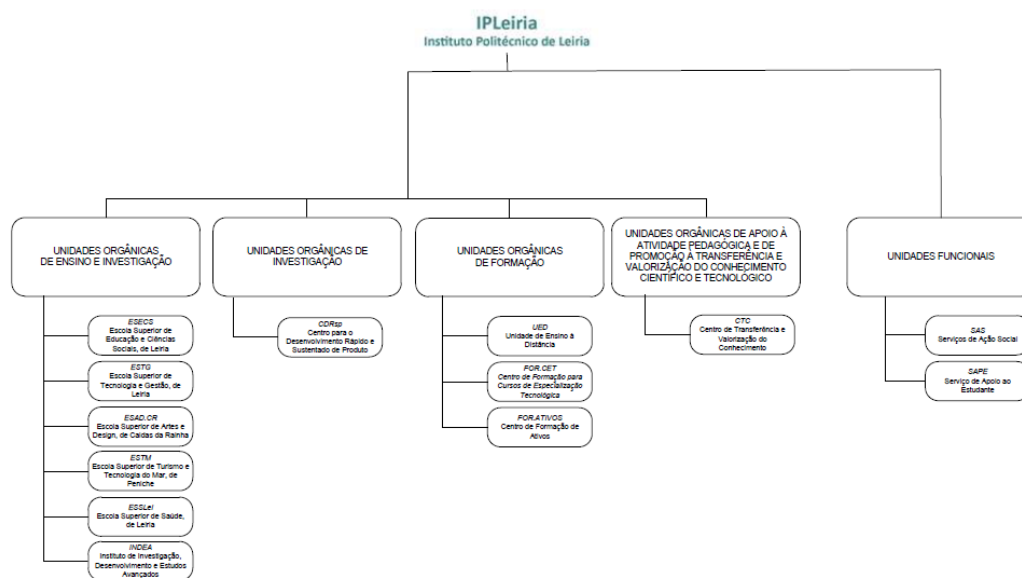 IPLeiria
Instituto Politécnico de Leiria
UNIDADES ORGÂNICAS
DE ENSINO E INVESTIGAÇÃO
ESECS
Escola Superior de
Educação e Ciências
Sociais, de Leiria
ESTG
Escola Superior de
Tecnologia e Gestão, de
Leiria
ESAD.CR
Escola Superior de Artes e
Design, de Caldas da Rainha
ESTM
Escola Superior de Turismo e
Tecnologia do Mar, de
Peniche
ESSLei
Escola Superior de Saúde,
de Leiria
INDEA
Instituto de Investigação,
Desenvolvimento e Estudos
Avançados
UNIDADES ORGÂNICAS DE
INVESTIGAÇÃO
CDRsp
Centro para o
Desenvolvimento Rápido e
Sustentado de Produto
UNIDADES ORGÂNICAS
DE FORMAÇÃO
UED
Unidade de Ensino à
Distância
FOR.CET
Centro de Formação para
Cursos de Especialização
Tecnológica
FOR.ATIVOS
Centro de Formação de
Ativos
UNIDADES ORGÂNICAS DE APOIO À
ATIVIDADE PEDAGÓGICA E DE
PROMOÇÃO À TRANSFERÊNCIA E
VALORIZAÇÃO DO CONHECIMENTO
CIENTÍFICO E TECNOLÓGICO
CTC
Centro de Transferência e
Valorização do
Conhecimento
UNIDADES FUNCIONAIS
SAS
Serviços de Ação Social
SAPE
Serviço de Apoio ao
Estudante